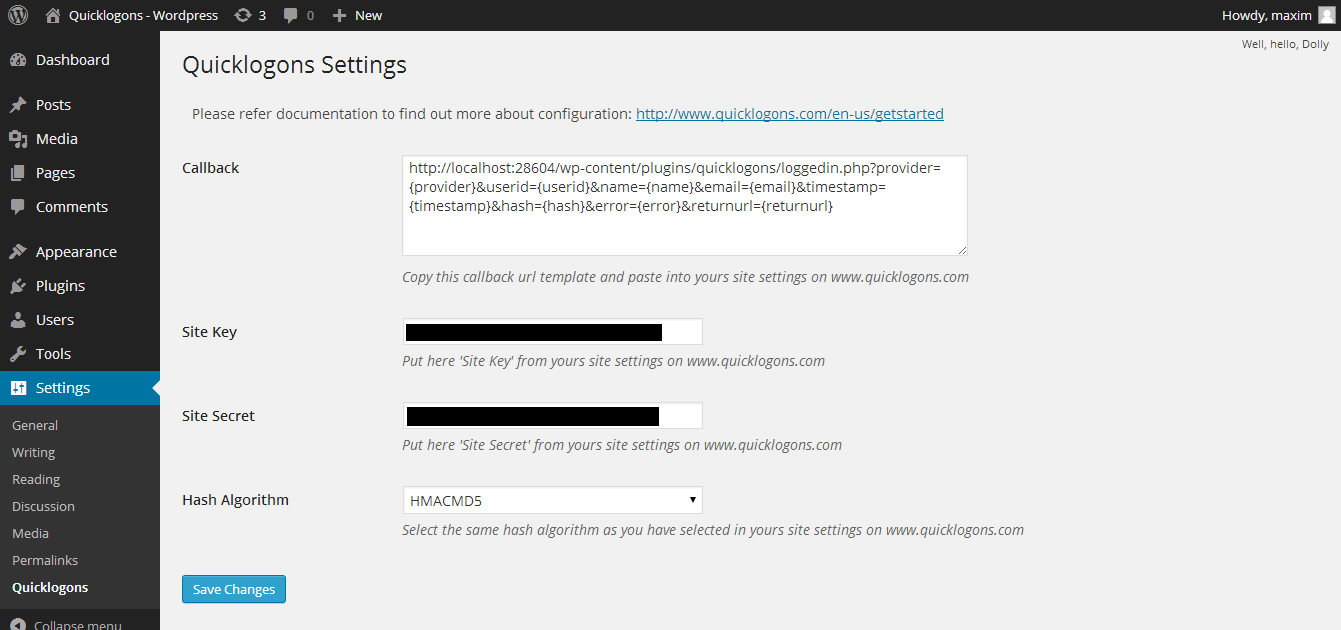 Quicklogons - Wordpress 3 0 New Howdy, maxim
Well, hello, Dolly
Dashboard
Posts
Media
Pages
Comments
Appearance
Plugins
Users
Tools
Settings
General
Writing
Reading
Discussion
Media
Permalinks
Quicklogons
Collapse menu
Quicklogons Settings
Please refer documentation to find out more about configuration: http://www.quicklogons.com/en-us/getstarted
Callback
http://localhost:28604/wp-content/plugins/quicklogons/loggedin.php?provider=
{provider}&userid={userid}&name={name}&email={email}&timestamp=
{timestamp}&hash={hash}&error={error}&returnurl={returnurl}
Copy this callback url template and paste into yours site settings on www.quicklogons.com
Site Key
Put here 'Site Key' from yours site settings on www.quicklogons.com
Site Secret
Put here 'Site Secret' from yours site settings on www.quicklogons.com
Hash Algorithm
HMACMD5
Select the same hash algorithm as you have selected in yours site settings on www.quicklogons.com
Save Changes